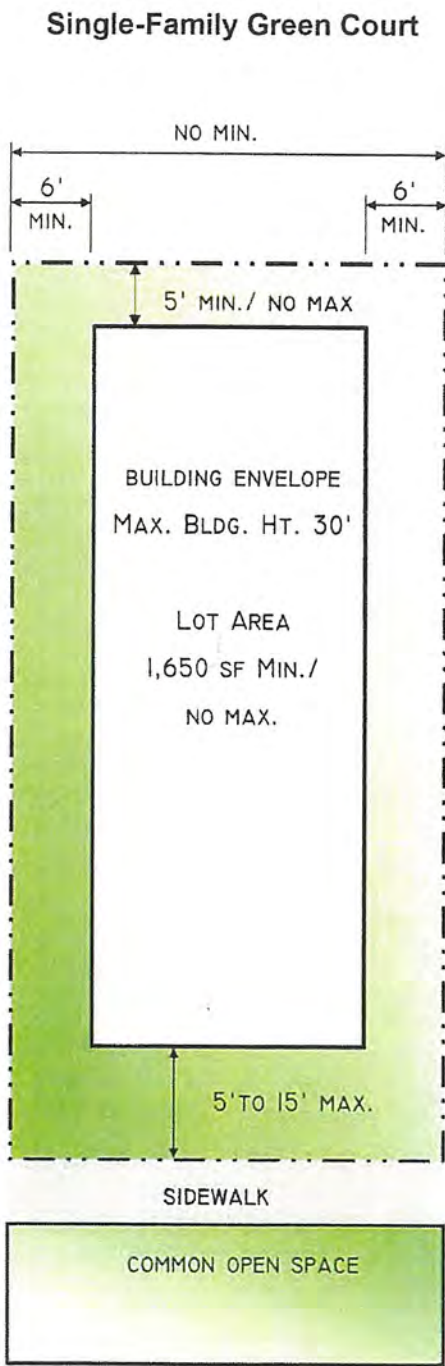 Single-Family Green Court
NO MIN.
6' 6'
MIN. MIN.
5' MIN./ NO MAX
BUILDING ENVELOPE
MAX. BLDG. HT. 30'
LOT AREA
1,650 SF MIN./
NO MAX.
5'TO 15' MAX.
SIDEWALK
COMMON OPEN SPACE